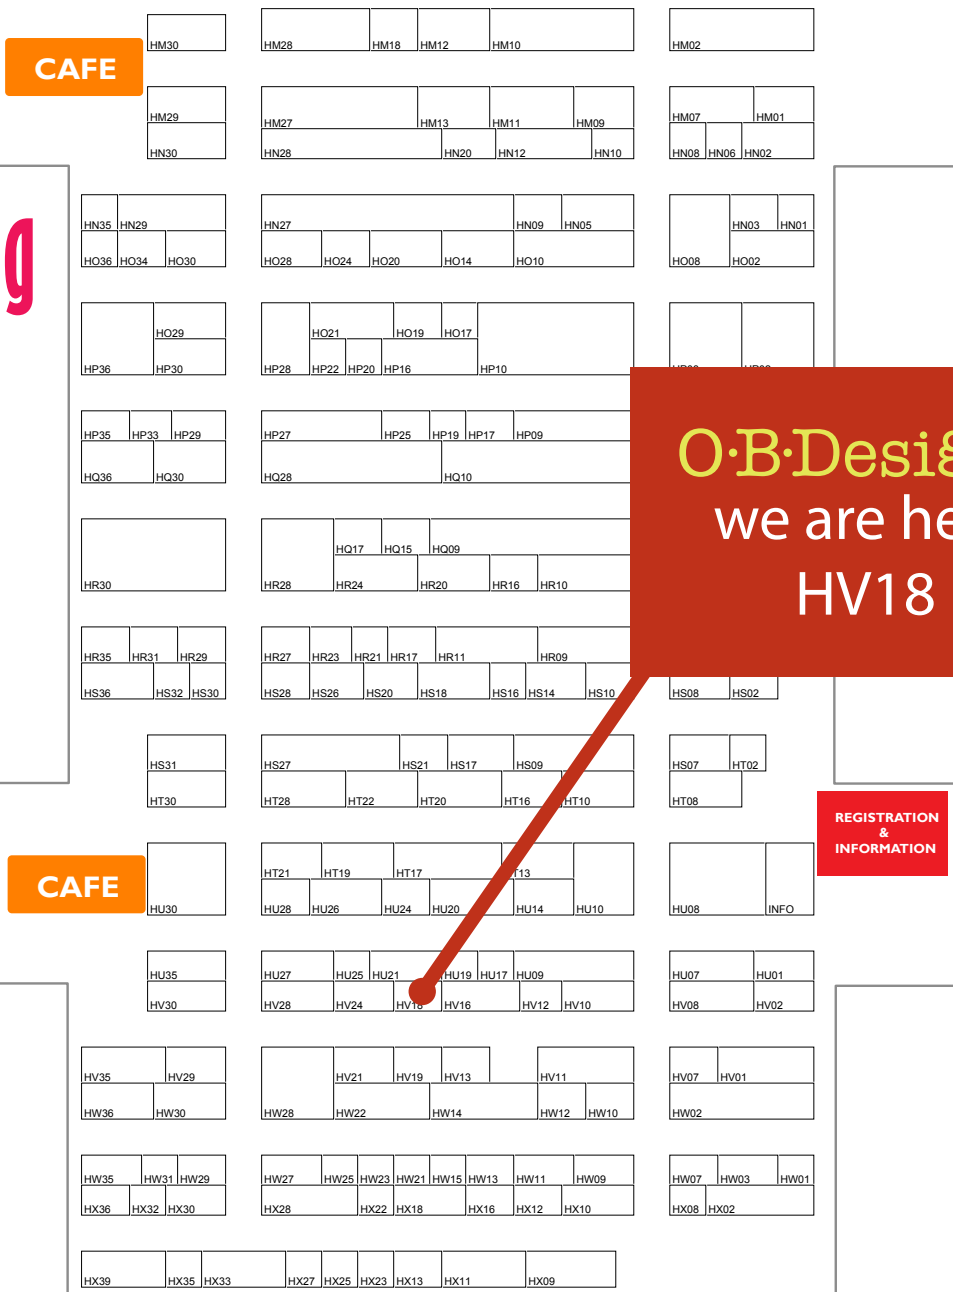 HM30 HM28 HM18 HM12 HM10 HM02
CAFE
HM29 HM27 HM13 HM11 HM09 HM07 HM01
HN30 HN28 HN20 HN12 HN10 HN08 HN06 HN02
g
HN35 HN29 HN27 HN09 HN05 HN03 HN01
HO36 HO34 HO30 HO28 HO24 HO20 HO14 HO10 HO08 HO02
HO29 HO21 HO19 HO17
HP36 HP30 HP28 HP22 HP20 HP16 HP10
HP35 HP33 HP29 HP27 HP25 HP19 HP17 HP09
HQ36 HQ30 HQ28 HQ10
O·B·Desig
we are he
HV18
HQ17 HQ15 HQ09
HR30 HR28 HR24 HR20 HR16 HR10
HR35 HR31 HR29 HR27 HR23 HR21 HR17 HR11 HR09
HS36 HS32 HS30 HS28 HS26 HS20 HS18 HS16 HS14 HS10 HS08 HS02
HS31 HS27 HS21 HS17 HS09 HS07 HT02
HT30 HT28 HT22 HT20 HT16 HT10 HT08
REGISTRATION
&
INFORMATION
HT21 HT19 HT17 T13
CAFE
HU30 HU28 HU26 HU24 HU20 HU14 HU10 HU08 INFO
HU35 HU27 HU25 HU21 HU19 HU17 HU09 HU07 HU01
HV30 HV28 HV24 HV18 HV16 HV12 HV10 HV08 HV02
HV35 HV29 HV21 HV19 HV13 HV11 HV07 HV01
HW36 HW30 HW28 HW22 HW14 HW12 HW10 HW02
HW35 HW31 HW29 HW27 HW25 HW23 HW21 HW15 HW13 HW11 HW09 HW07 HW03 HW01
HX36 HX32 HX30 HX28 HX22 HX18 HX16 HX12 HX10 HX08 HX02
HX39 HX35 HX33 HX27 HX25 HX23 HX13 HX11 HX09